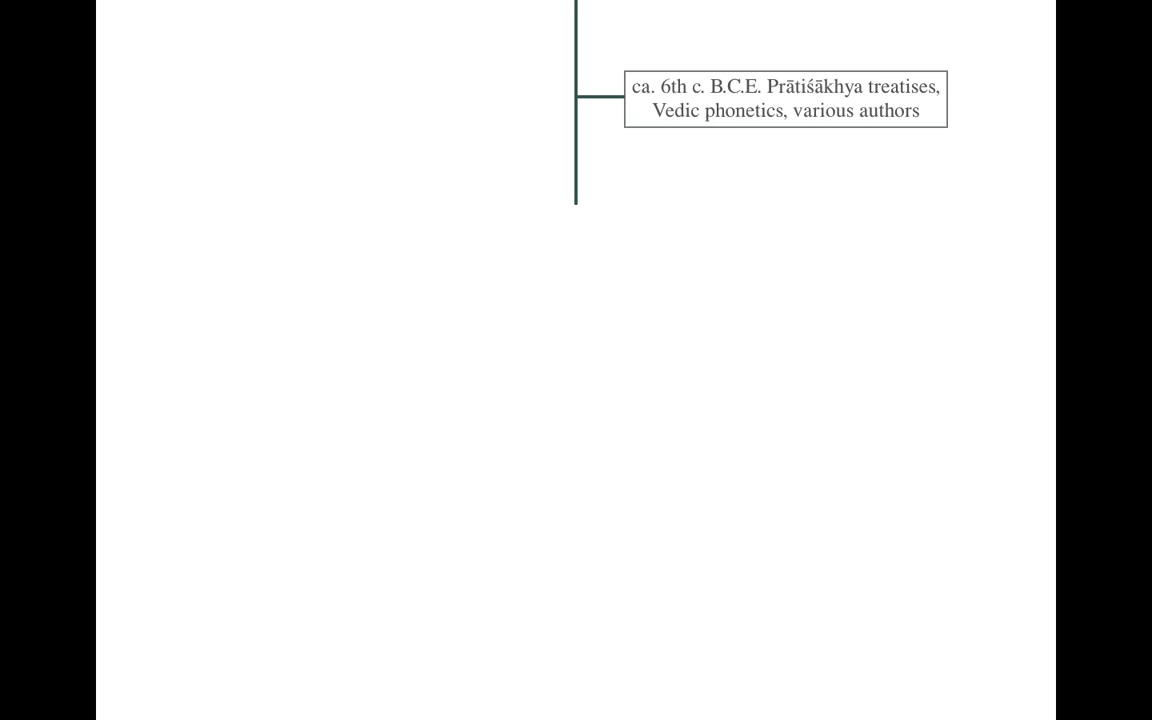 ca. 6th c. B.C.E. Prātiśākhya treatises,
Vedic phonetics, various authors